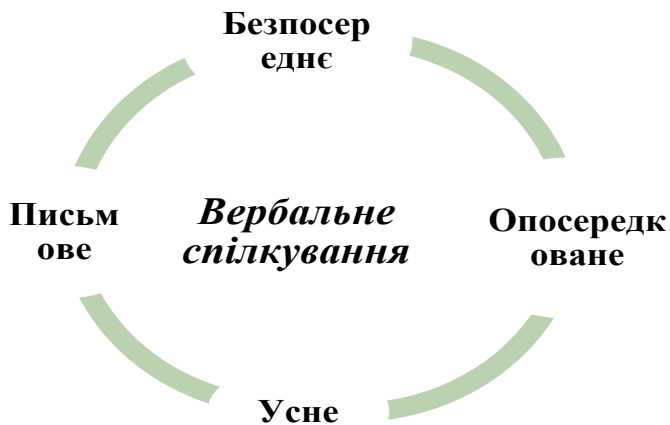 Безпосер
еднє
Письм
ове
Вербальне
спілкування
Опосередк
оване
Усне